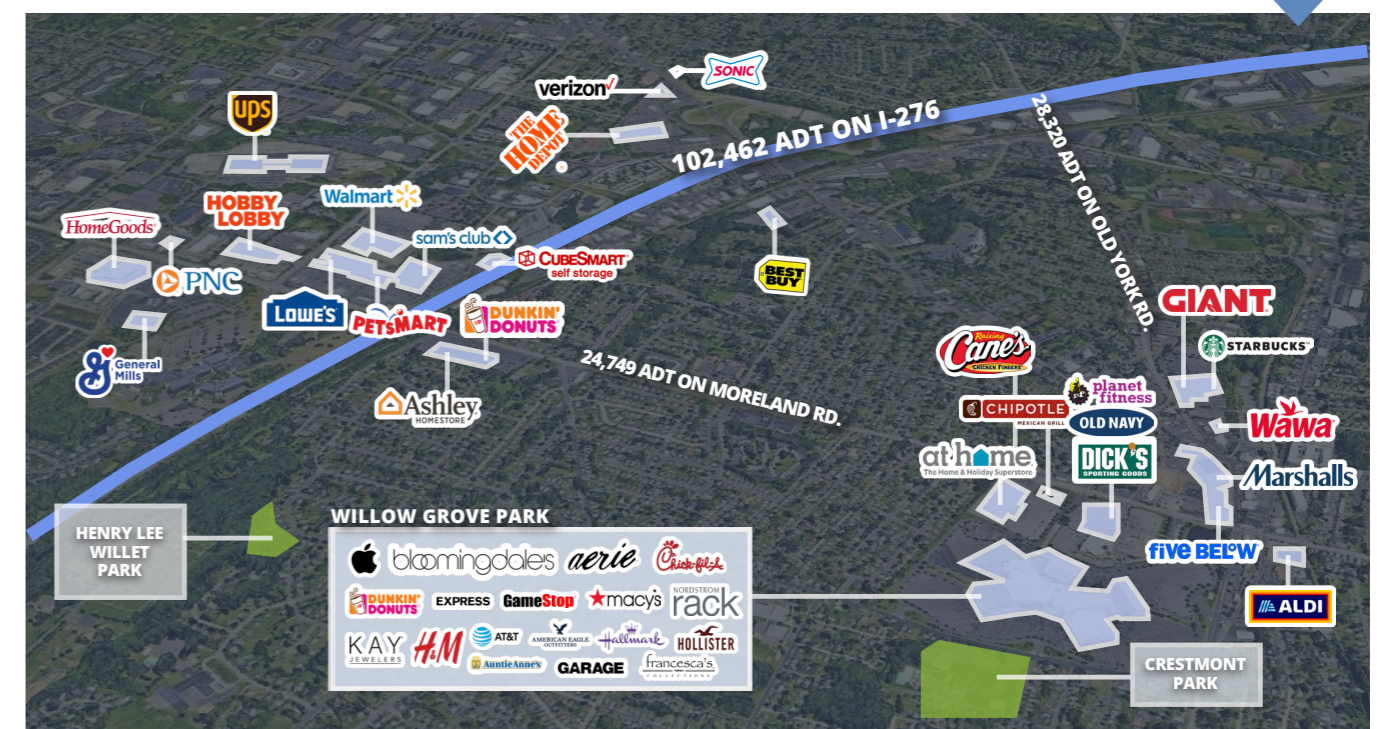 SONIC
verizon
THE
HOME
DEPOT
102,462 ADT ON I-276
28,320 ADT ON OLD YORK RD.
ups
HOBBY
LOBBY
Walmart
sam's club
HomeGoods
PNC
CUBESMART
self storage
BEST
BUY
LOWE'S
PETSMART
DUNKIN'
DONUTS
General
Mills
Ashley
HOMESTORE
24,749 ADT ON MORELAND RD.
GIANT
STARBUCKS
Raising
Cane's
CHICKEN FINGERS
planet
fitness
CHIPOTLE
MEXICAN GRILL
OLD NAVY
Wawa
at home
The Home & Holiday Superstore
DICK'S
SPORTING GOODS
Marshalls
five BEL°W
ALDI
HENRY LEE
WILLET
PARK
WILLOW GROVE PARK
bloomingdale's
aerie
Chick-fil-A
DUNKIN'
DONUTS
EXPRESS
GameStop
macy's
NORDSTROM
rack
KAY
JEWELERS
H&M
AT&T
AMERICAN EAGLE
OUTFITTERS
Hallmark
HOLLISTER
AuntieAnne's
GARAGE
francesca's
COLLECTIONS
CRESTMONT
PARK